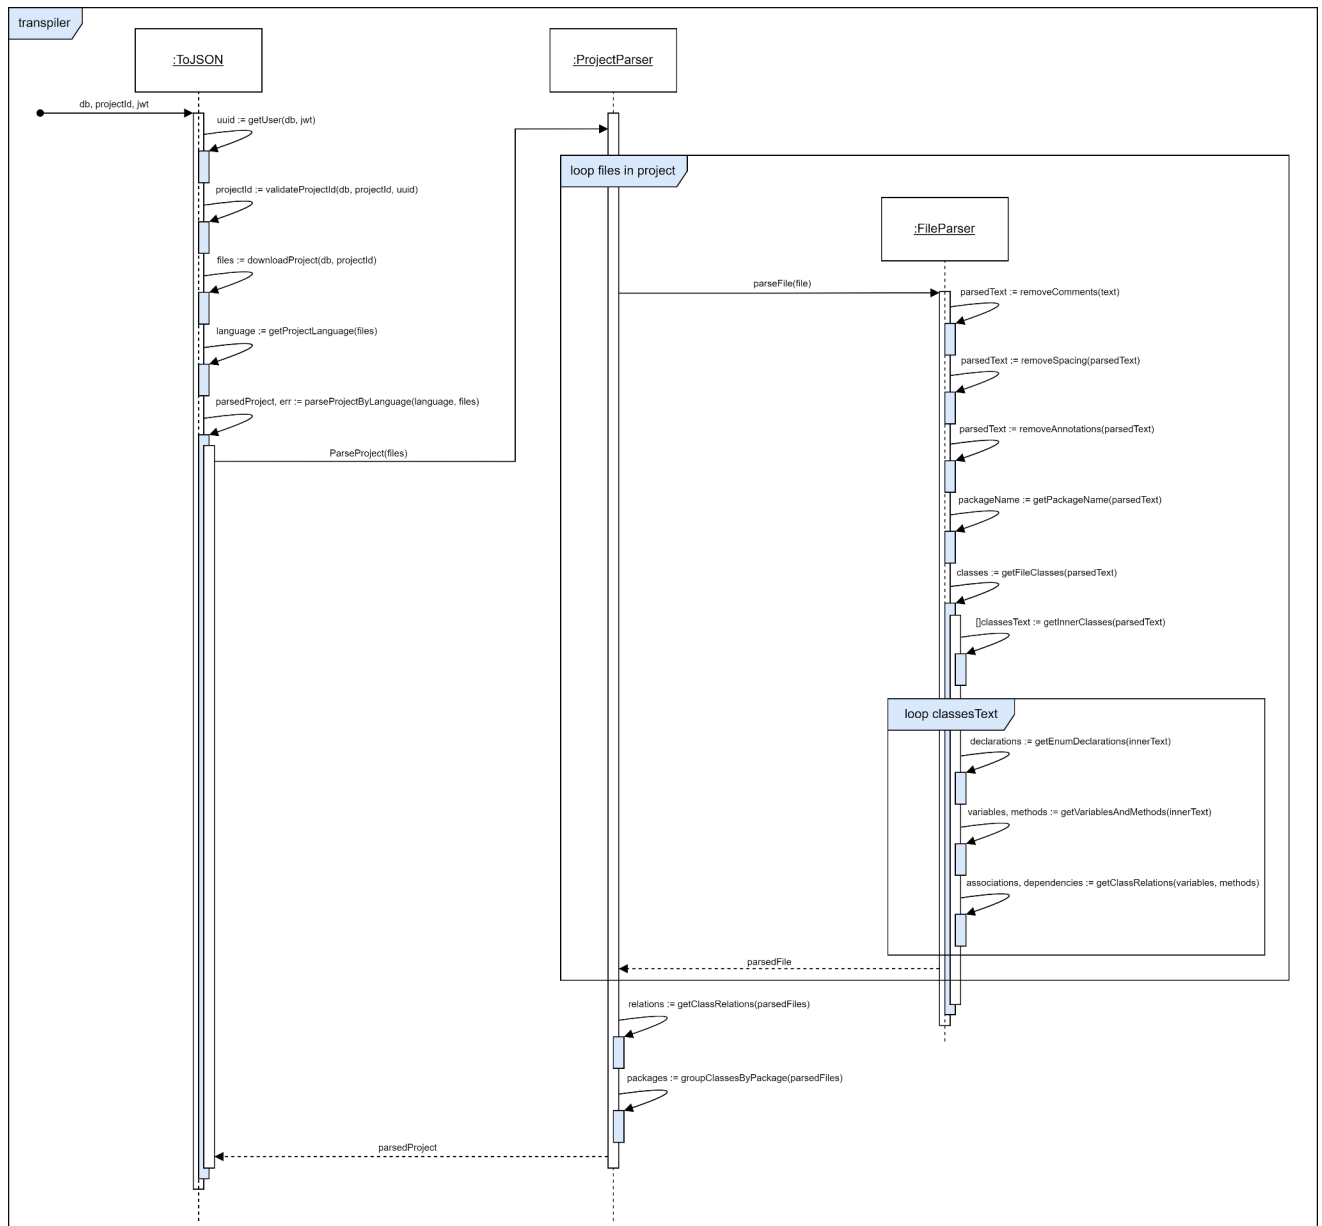 transpiler
:ToJSON
:ProjectParser
db, projectId, jwt
uuid := getUser(db, jwt)
projectId := validateProjectId(db, projectId, uuid)
files := downloadProject(db, projectId)
language := getProjectLanguage(files)
parsedProject, err := parseProjectByLanguage(language, files)
ParseProject(files)
loop files in project
:FileParser
parseFile(file)
parsedText := removeComments(text)
parsedText := removeSpacing(parsedText)
parsedText := removeAnnotations(parsedText)
packageName := getPackageName(parsedText)
classes := getFileClasses(parsedText)
[]classesText := getInnerClasses(parsedText)
loop classesText
declarations := getEnumDeclarations(innerText)
variables, methods := getVariablesAndMethods(innerText)
associations, dependencies := getClassRelations(variables, methods)
parsedFile
relations := getClassRelations(parsedFiles)
packages := groupClassesByPackage(parsedFiles)
parsedProject